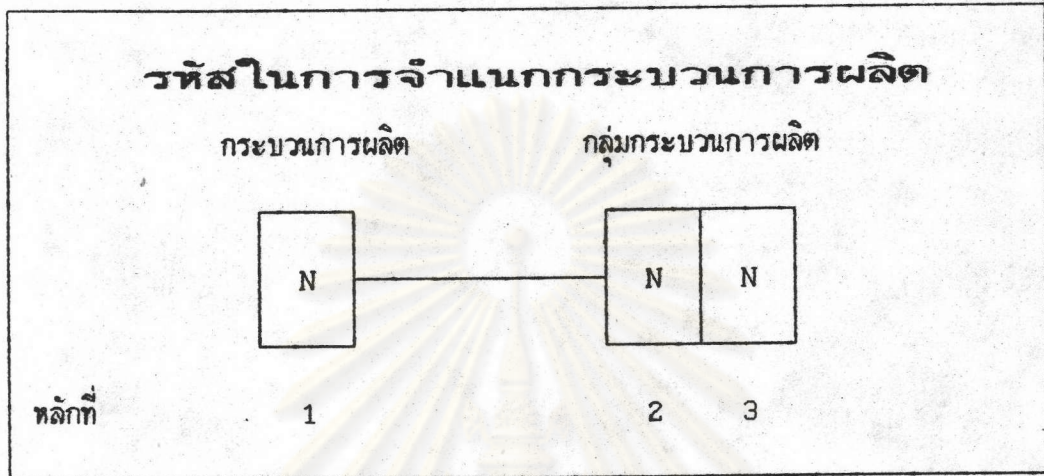 รหัสในการจำแนกกระบวนการผลิต
กระบวนการผลิต กลุ่มกระบวนการผลิต
N N N
หลักที่ 1 2 3